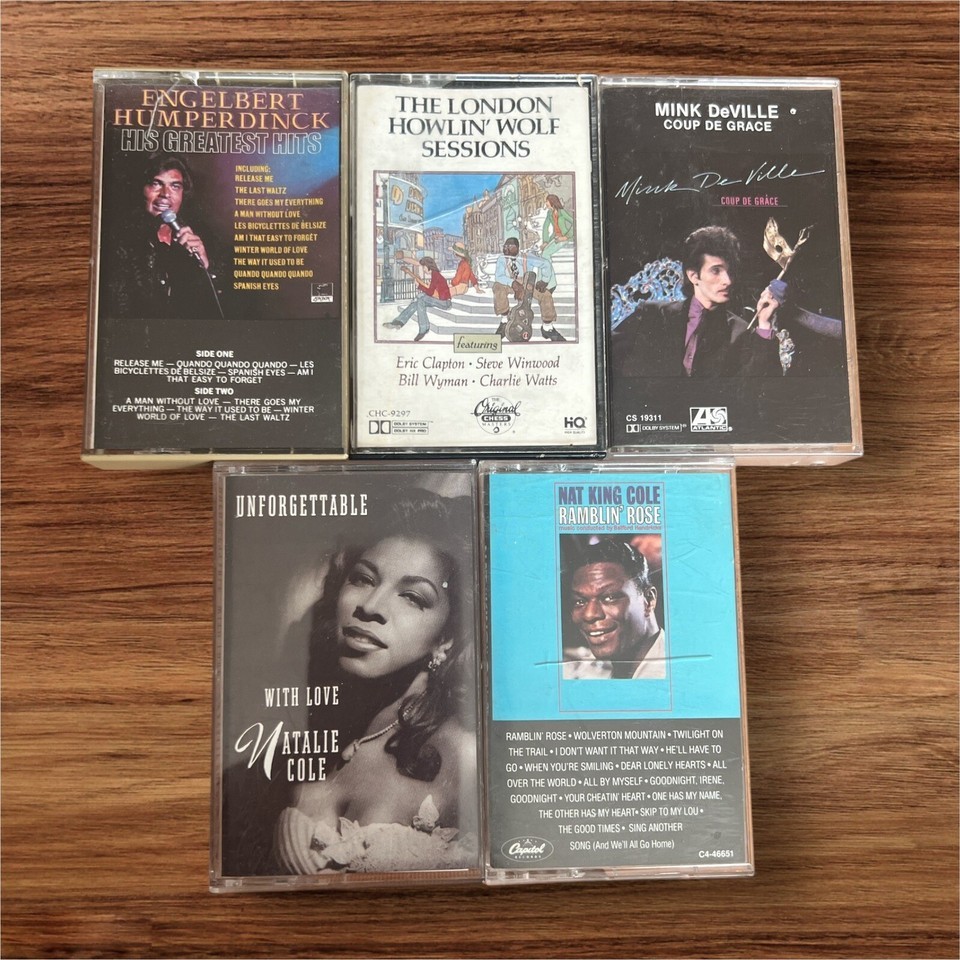 ENGELBERT
HUMPERDINCK
HIS GREATEST HITS
INCLUDING:
RELEASE ME
THE LAST WALTZ
THERE GOES MY EVERYTHING
A MAN WITHOUT LOVE
LES BICYCLETTES DE BELSIZE
AM I THAT EASY TO FORGET
WINTER WORLD OF LOVE
THE WAY IT USED TO BE
QUANDO QUANDO QUANDO
SPANISH EYES
SIDE ONE
RELEASE ME — QUANDO QUANDO QUANDO — LES
BICYCLETTES DE BELSIZE — SPANISH EYES — AM I
THAT EASY TO FORGET
SIDE TWO
A MAN WITHOUT LOVE — THERE GOES MY
EVERYTHING — THE WAY IT USED TO BE — WINTER
WORLD OF LOVE — THE LAST WALTZ
THE LONDON
HOWLIN' WOLF
SESSIONS
featuring
Eric Clapton • Steve Winwood
Bill Wyman • Charlie Watts
CHC-9297
DOLBY SYSTEM
THE
Original
CHESS
MASTERS
HQ
MINK DeVILLE
COUP DE GRACE
Mink De Ville
COUP DE GRÂCE
CS 19311
DOLBY SYSTEM
ATLANTIC
UNFORGETTABLE
WITH LOVE
NATALIE
COLE
NAT KING COLE
RAMBLIN' ROSE
music conducted by Belford Hendricks
RAMBLIN' ROSE • WOLVERTON MOUNTAIN • TWILIGHT ON
THE TRAIL • I DON'T WANT IT THAT WAY • HE'LL HAVE TO
GO • WHEN YOU'RE SMILING • DEAR LONELY HEARTS • ALL
OVER THE WORLD • ALL BY MYSELF • GOODNIGHT, IRENE,
GOODNIGHT • YOUR CHEATIN' HEART • ONE HAS MY NAME,
THE OTHER HAS MY HEART • SKIP TO MY LOU •
THE GOOD TIMES • SING ANOTHER
SONG (And We'll All Go Home)
Capitol
RECORDS
C4-46651